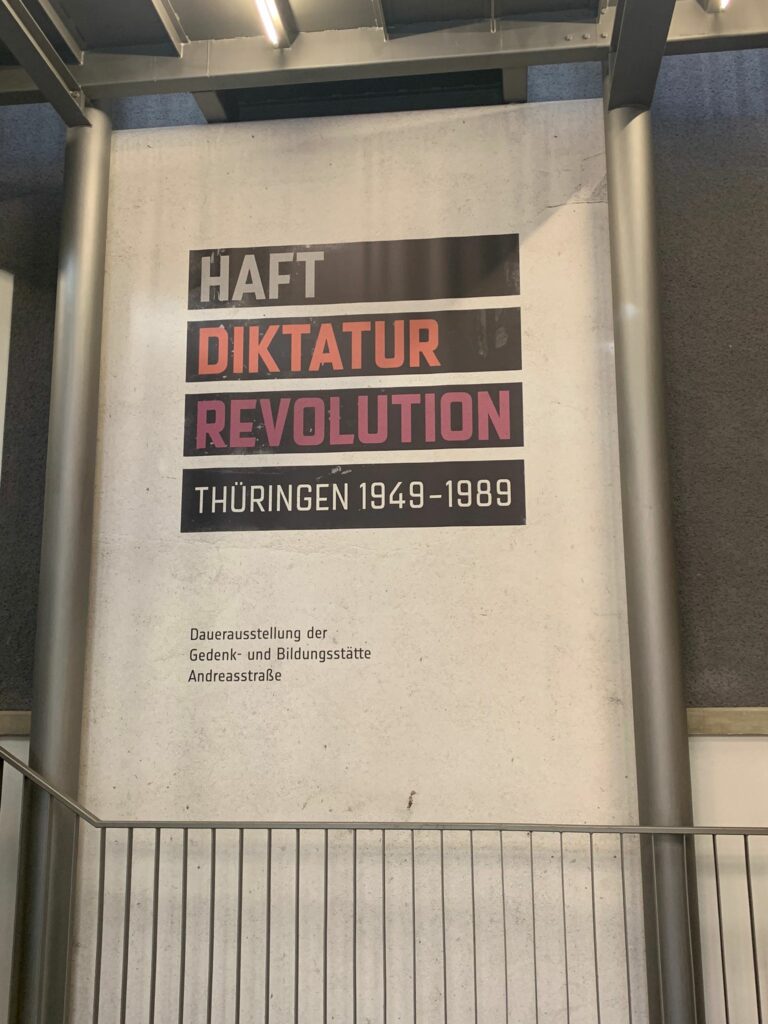 HAFT
DIKTATUR
REVOLUTION
THÜRINGEN 1949–1989
Dauerausstellung der
Gedenk- und Bildungsstätte
Andreasstraße